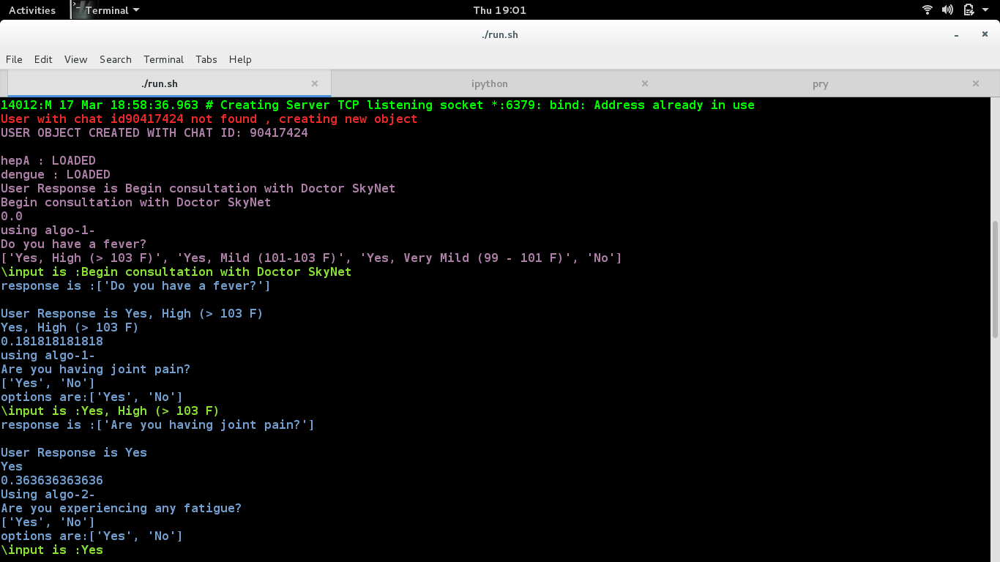 Activities
Terminal
Thu 19:01
./run.sh
File Edit View Search Terminal Tabs Help
./run.sh
ipython
pry
14012:M 17 Mar 18:58:36.963 # Creating Server TCP listening socket *:6379: bind: Address already in use
User with chat id90417424 not found , creating new object
USER OBJECT CREATED WITH CHAT ID: 90417424
hepA : LOADED
dengue : LOADED
User Response is Begin consultation with Doctor SkyNet
Begin consultation with Doctor SkyNet
0.0
using algo-1-
Do you have a fever?
['Yes, High (> 103 F)', 'Yes, Mild (101-103 F)', 'Yes, Very Mild (99 - 101 F)', 'No']
\input is :Begin consultation with Doctor SkyNet
response is :['Do you have a fever?']
User Response is Yes, High (> 103 F)
Yes, High (> 103 F)
0.181818181818
using algo-1-
Are you having joint pain?
['Yes', 'No']
options are:['Yes', 'No']
\input is :Yes, High (> 103 F)
response is :['Are you having joint pain?']
User Response is Yes
Yes
0.363636363636
Using algo-2-
Are you experiencing any fatigue?
['Yes', 'No']
options are:['Yes', 'No']
\input is :Yes